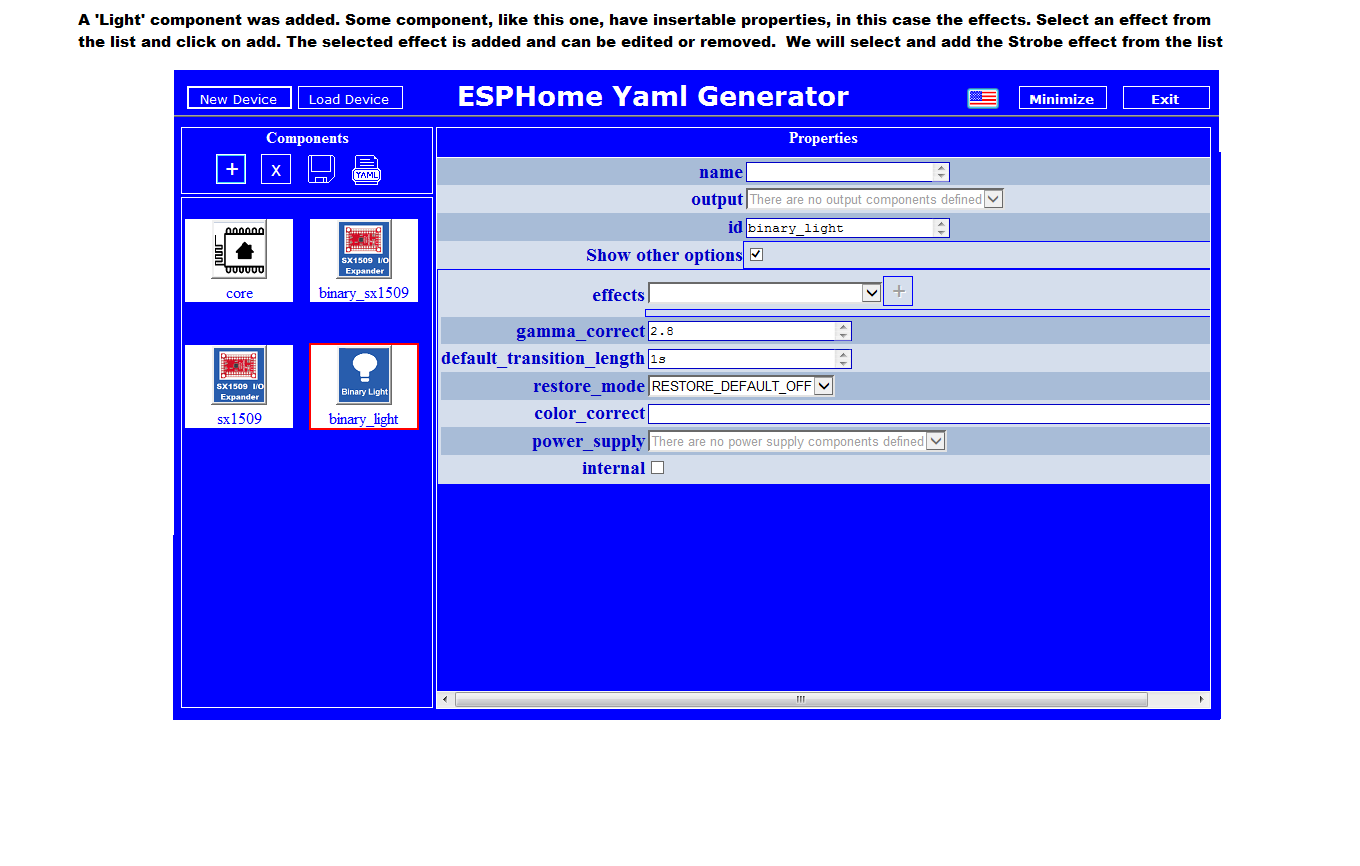 A 'Light' component was added. Some component, like this one, have insertable properties, in this case the effects. Select an effect from
the list and click on add. The selected effect is added and can be edited or removed.  We will select and add the Strobe effect from the list
New Device
Load Device
ESPHome Yaml Generator
Minimize
Exit
Components
+
X
YAML
core
SX1509 I/O
Expander
binary_sx1509
SX1509 I/O
Expander
sx1509
Binary Light
binary_light
Properties
name
output There are no output components defined
id binary_light
Show other options
effects +
gamma_correct 2.8
default_transition_length 1s
restore_mode RESTORE_DEFAULT_OFF
color_correct
power_supply There are no power supply components defined
internal